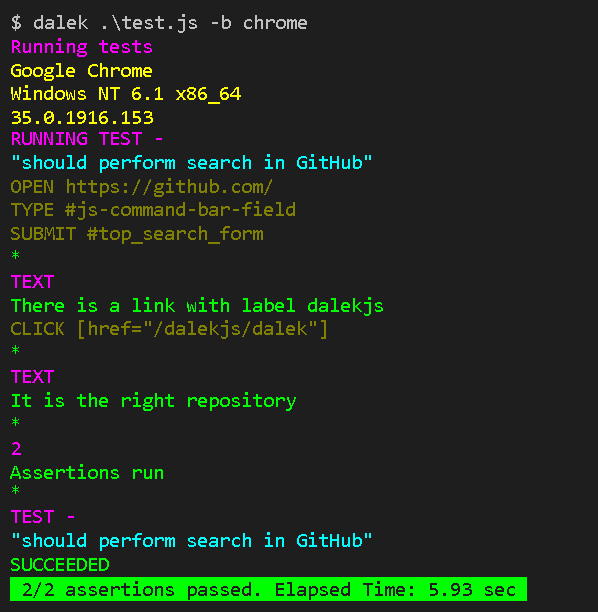 $ dalek .\test.js -b chrome
Running tests
Google Chrome
Windows NT 6.1 x86_64
35.0.1916.153
RUNNING TEST -
"should perform search in GitHub"
OPEN https://github.com/
TYPE #js-command-bar-field
SUBMIT #top_search_form
*
TEXT
There is a link with label dalekjs
CLICK [href="/dalekjs/dalek"]
*
TEXT
It is the right repository
*
2
Assertions run
*
TEST -
"should perform search in GitHub"
SUCCEEDED
2/2 assertions passed. Elapsed Time: 5.93 sec